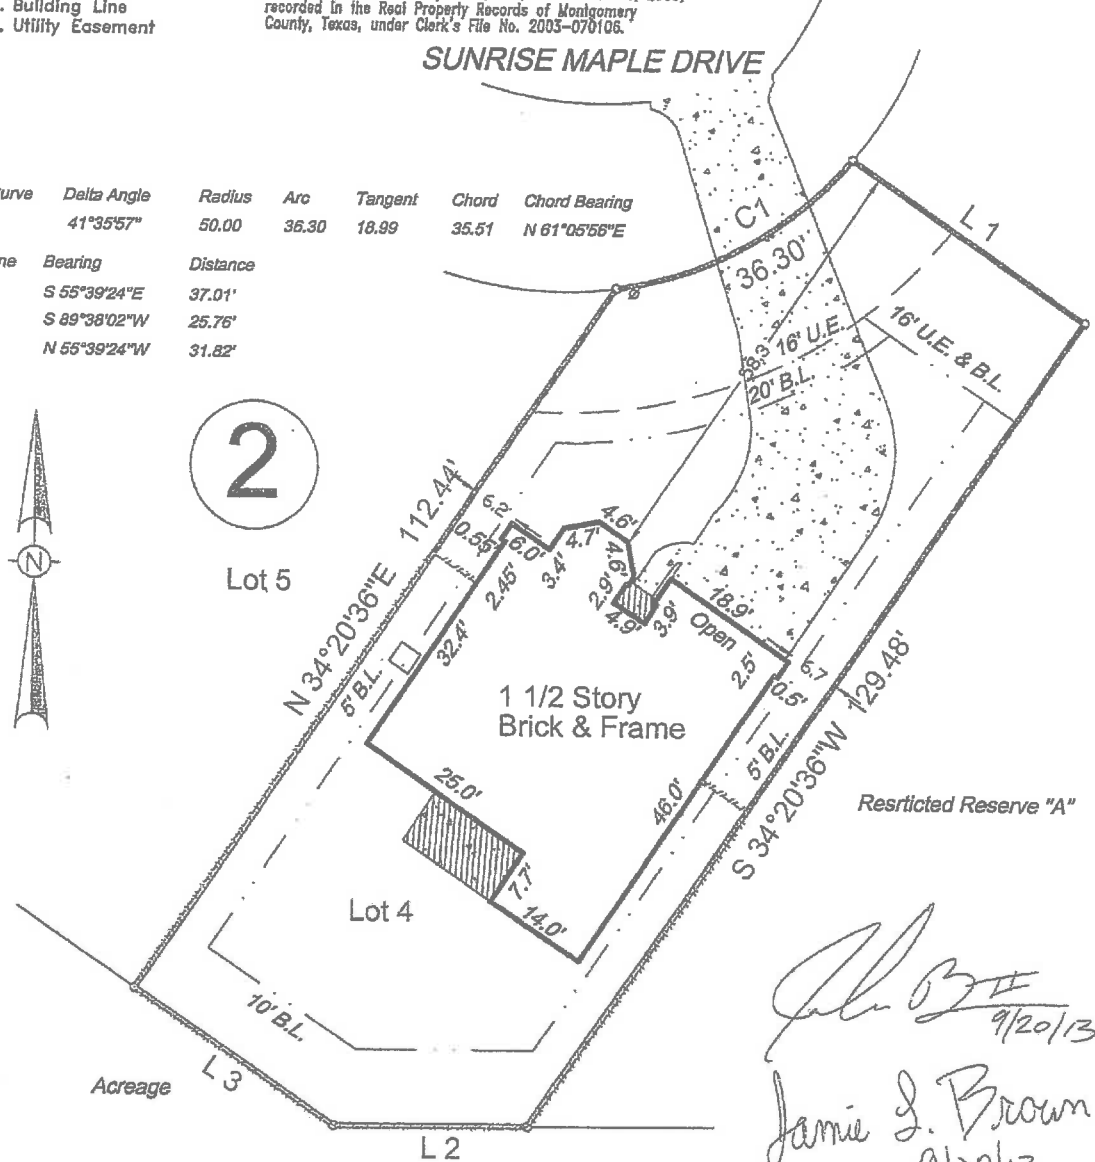 . Building Line
. Utility Easement
recorded in the Real Property Records of Montgomery
County, Texas, under Clerk's File No. 2003-070106.
SUNRISE MAPLE DRIVE
urve Delta Angle Radius Arc Tangent Chord Chord Bearing
41°35'57" 50.00 36.30 18.99 35.51 N 61°05'56"E
ne Bearing Distance
S 55°39'24"E 37.01'
S 89°38'02"W 25.76'
N 55°39'24"W 31.82'
C1
36.30'
L 1
58.3
16' U.E.
20' B.L.
16' U.E. & B.L.
2
N
Lot 5
N 34°20'36"E 112.44'
6.2'
0.55'
6.0'
3.4'
4.7'
4.6'
4.6'
2.9'
4.9'
3.9'
18.9'
Open
2.5'
6.7
0.5'
2.45'
32.4'
5' B.L.
1 1/2 Story
Brick & Frame
25.0'
46.0'
5' B.L.
S 34°20'36"W 129.48'
Resrticted Reserve "A"
7.7'
14.0'
Lot 4
10' B.L.
L 3
Acreage
L 2
9/20/13
Jamie L. Brown